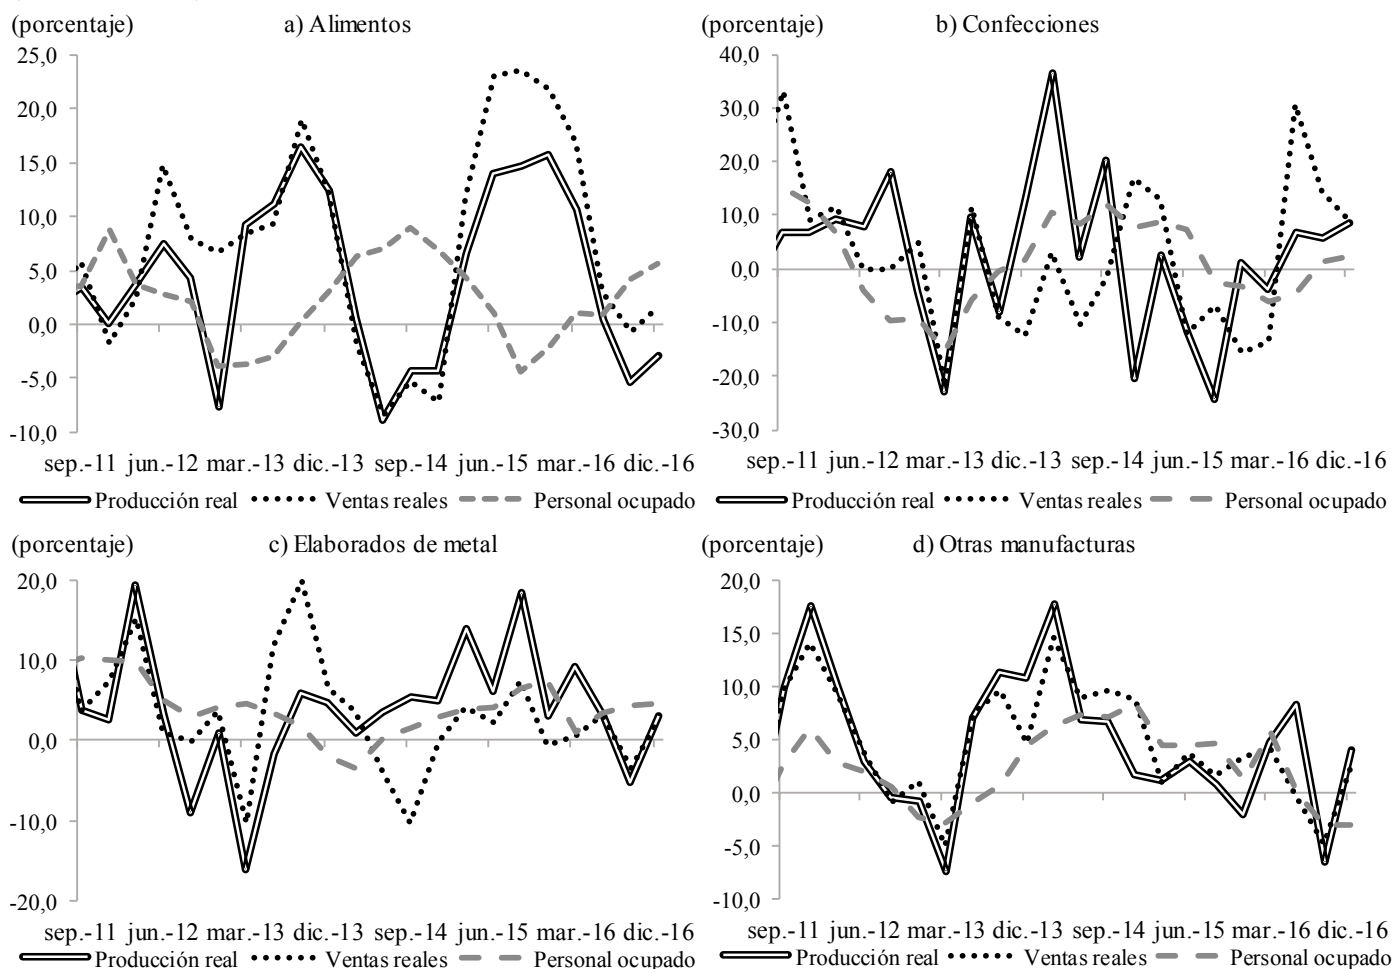 (porcentaje) a) Alimentos
25,0
20,0
15,0
10,0
5,0
0,0
-5,0
-10,0
sep.-11 jun.-12 mar.-13 dic.-13 sep.-14 jun.-15 mar.-16 dic.-16
Producción real Ventas reales Personal ocupado
(porcentaje) b) Confecciones
40,0
30,0
20,0
10,0
0,0
-10,0
-20,0
-30,0
sep.-11 jun.-12 mar.-13 dic.-13 sep.-14 jun.-15 mar.-16 dic.-16
Producción real Ventas reales Personal ocupado
(porcentaje) c) Elaborados de metal
20,0
10,0
0,0
-10,0
-20,0
sep.-11 jun.-12 mar.-13 dic.-13 sep.-14 jun.-15 mar.-16 dic.-16
Producción real Ventas reales Personal ocupado
(porcentaje) d) Otras manufacturas
20,0
15,0
10,0
5,0
0,0
-5,0
-10,0
sep.-11 jun.-12 mar.-13 dic.-13 sep.-14 jun.-15 mar.-16 dic.-16
Producción real Ventas reales Personal ocupado